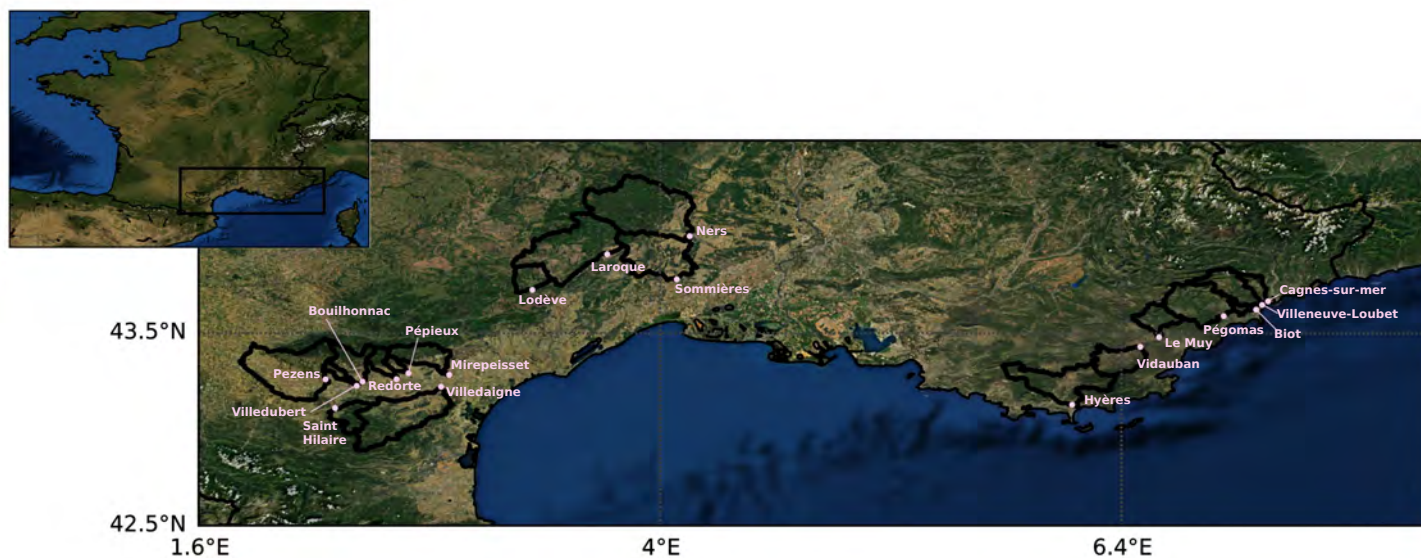 Ners
Laroque
Sommières
Lodève
Cagnes-sur-mer
Bouilhonnac
Villeneuve-Loubet
43.5°N
Pépieux
Pégomas
Biot
Le Muy
Vidauban
Mirepeisset
Pezens
Redorte
Villedaigne
Hyères
Villedubert
Saint
Hilaire
42.5°N
1.6°E
4°E
6.4°E